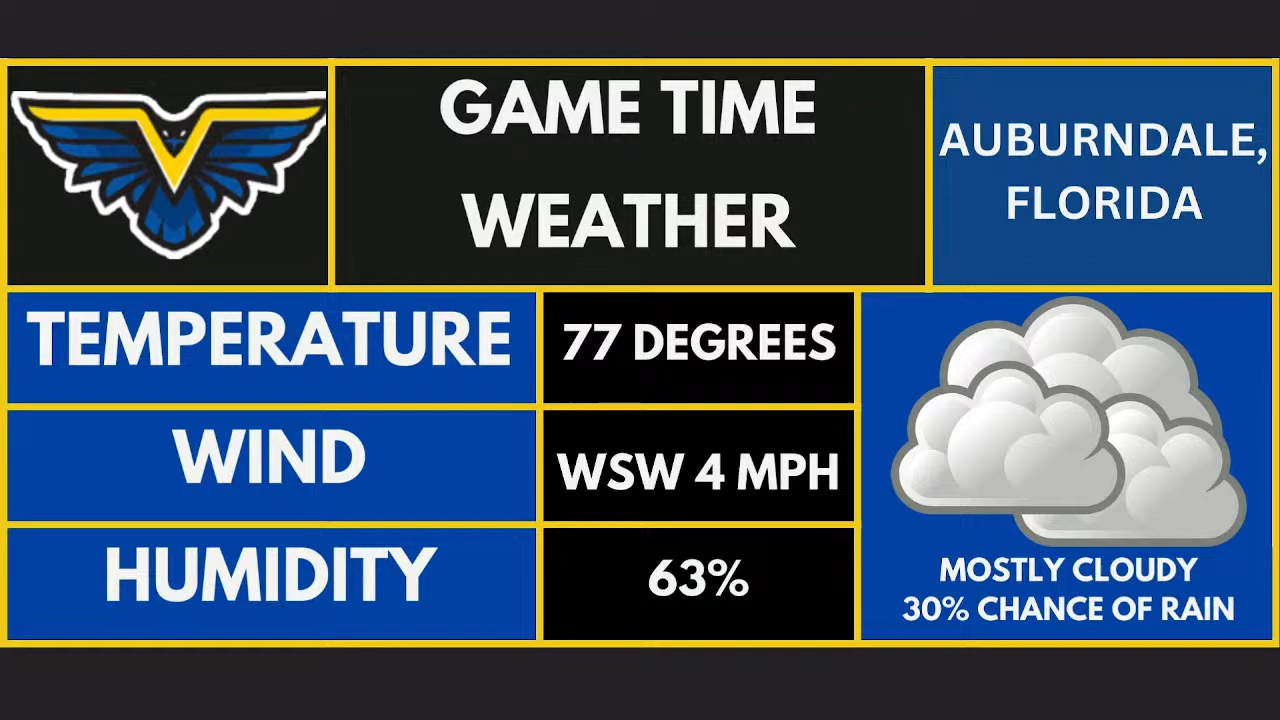 V
GAME TIME
WEATHER
AUBURNDALE,
FLORIDA
TEMPERATURE
77 DEGREES
WIND
WSW 4 MPH
HUMIDITY
63%
MOSTLY CLOUDY
30% CHANCE OF RAIN